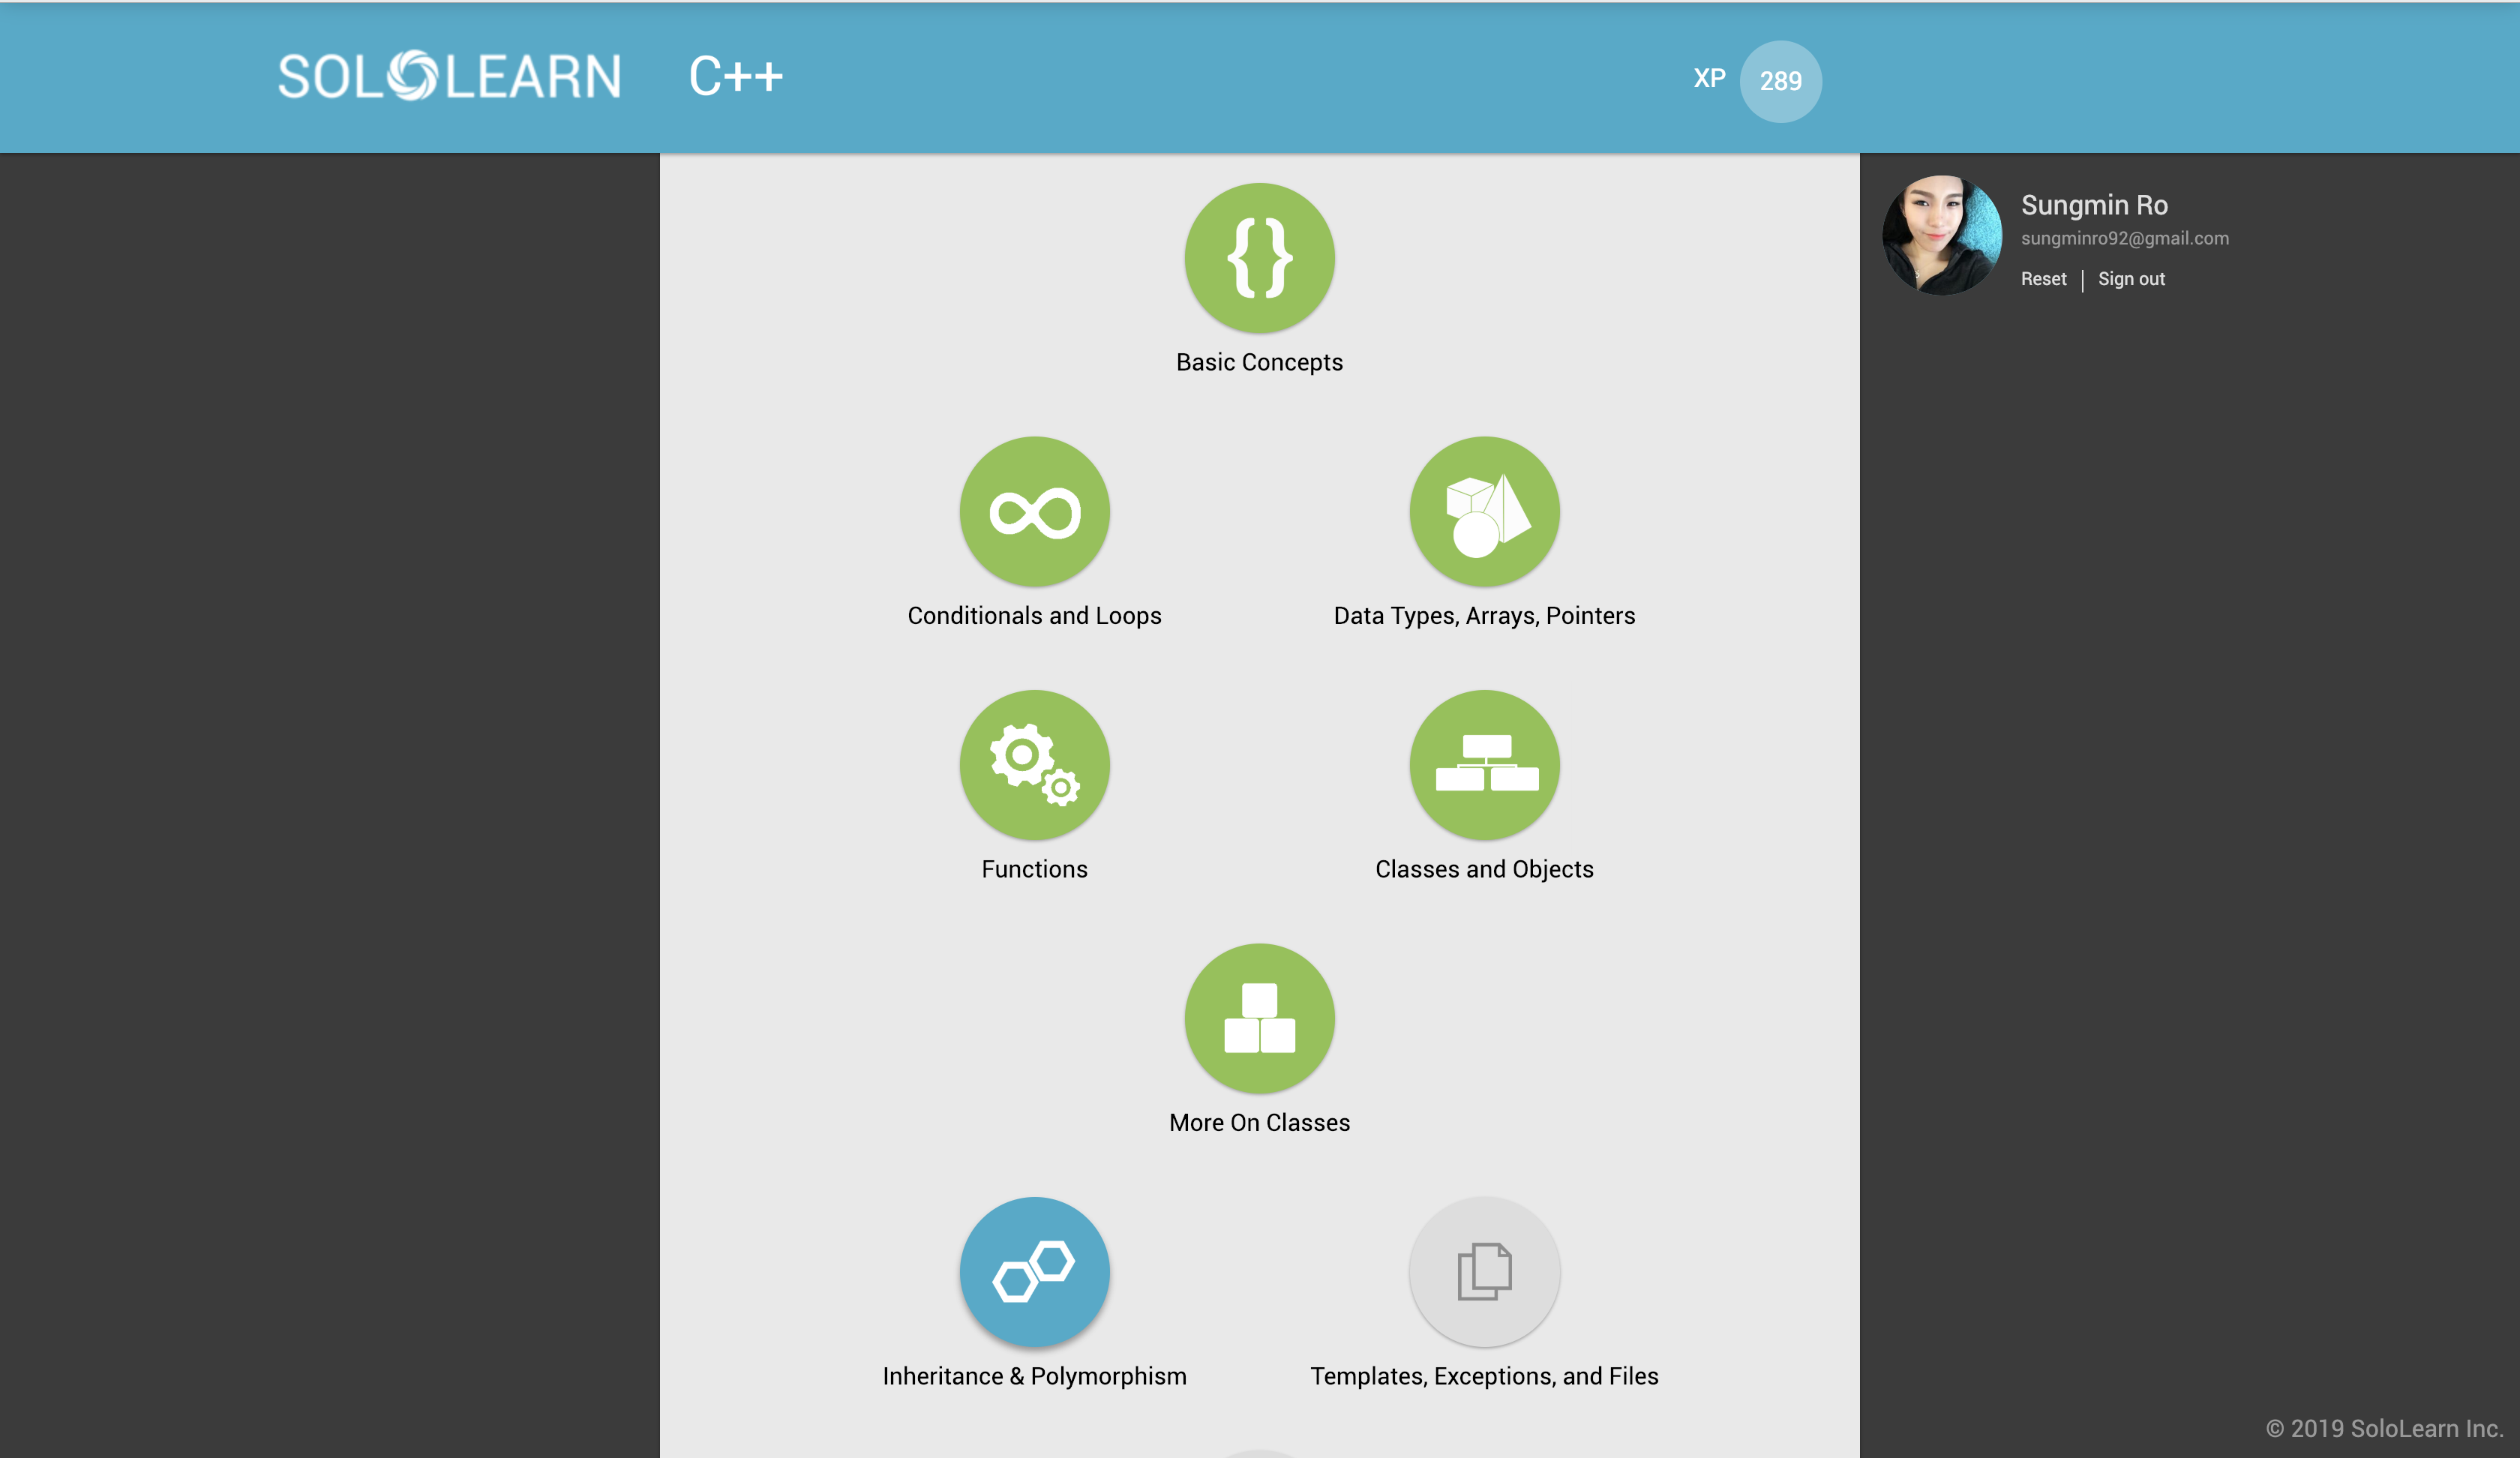 SOLOLEARN C++ XP 289
Sungmin Ro
sungminro92@gmail.com
Reset | Sign out
{}
Basic Concepts
Conditionals and Loops Data Types, Arrays, Pointers
Functions Classes and Objects
More On Classes
Inheritance & Polymorphism Templates, Exceptions, and Files
© 2019 SoloLearn Inc.